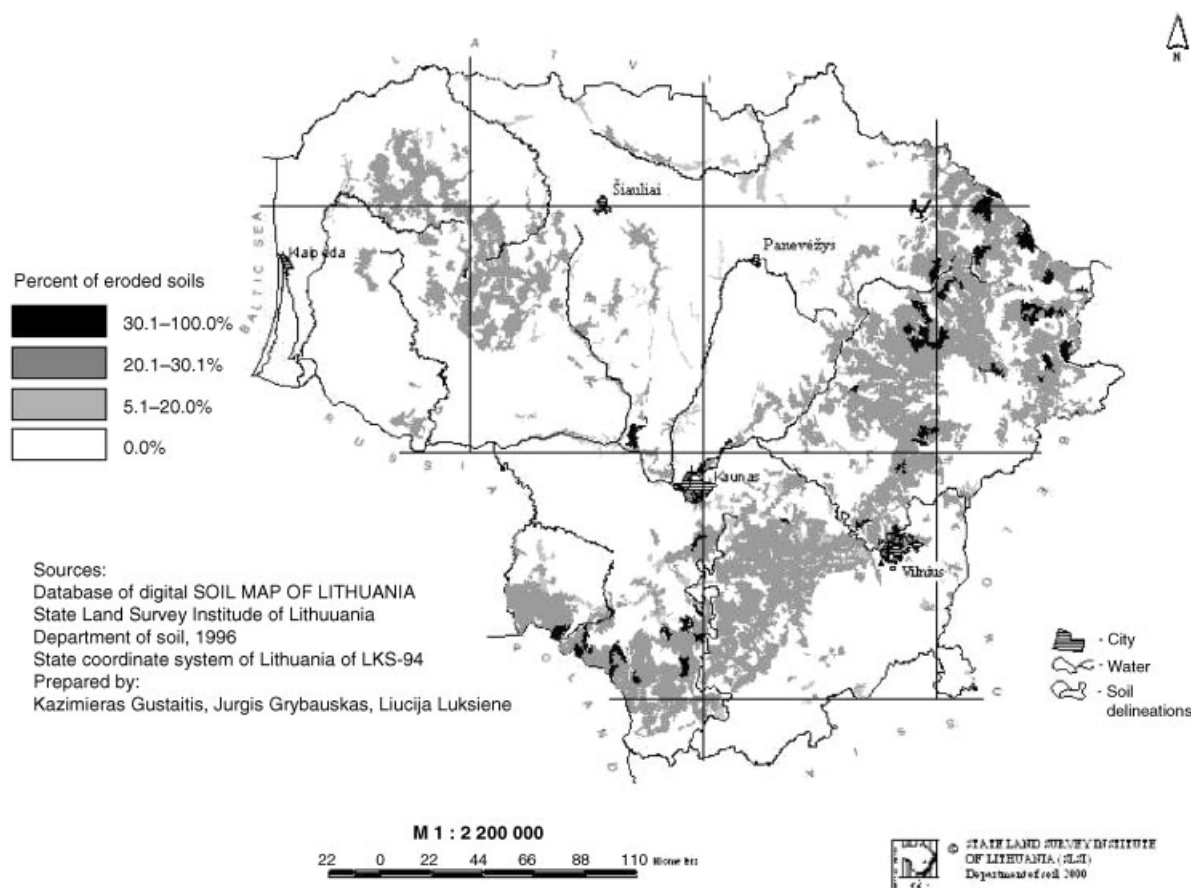 L A T V I A
N
Šiauliai
BALTIC SEA
Klaipėda
Panevėžys
Percent of eroded soils
30.1–100.0%
20.1–30.1%
5.1–20.0%
0.0%
RUSSIA
Kaunas
Vilnius
Sources:
Database of digital SOIL MAP OF LITHUANIA
State Land Survey Institude of Lithuuania
Department of soil, 1996
State coordinate system of Lithuania of LKS-94
Prepared by:
Kazimieras Gustaitis, Jurgis Grybauskas, Liucija Luksiene
POLAND
- City
- Water
- Soil
delineations
M 1 : 2 200 000
22 0 22 44 66 88 110 Kilometers
© STATE LAND SURVEY INSTITUTE
OF LITHUANIA (SLSI)
Department of soil